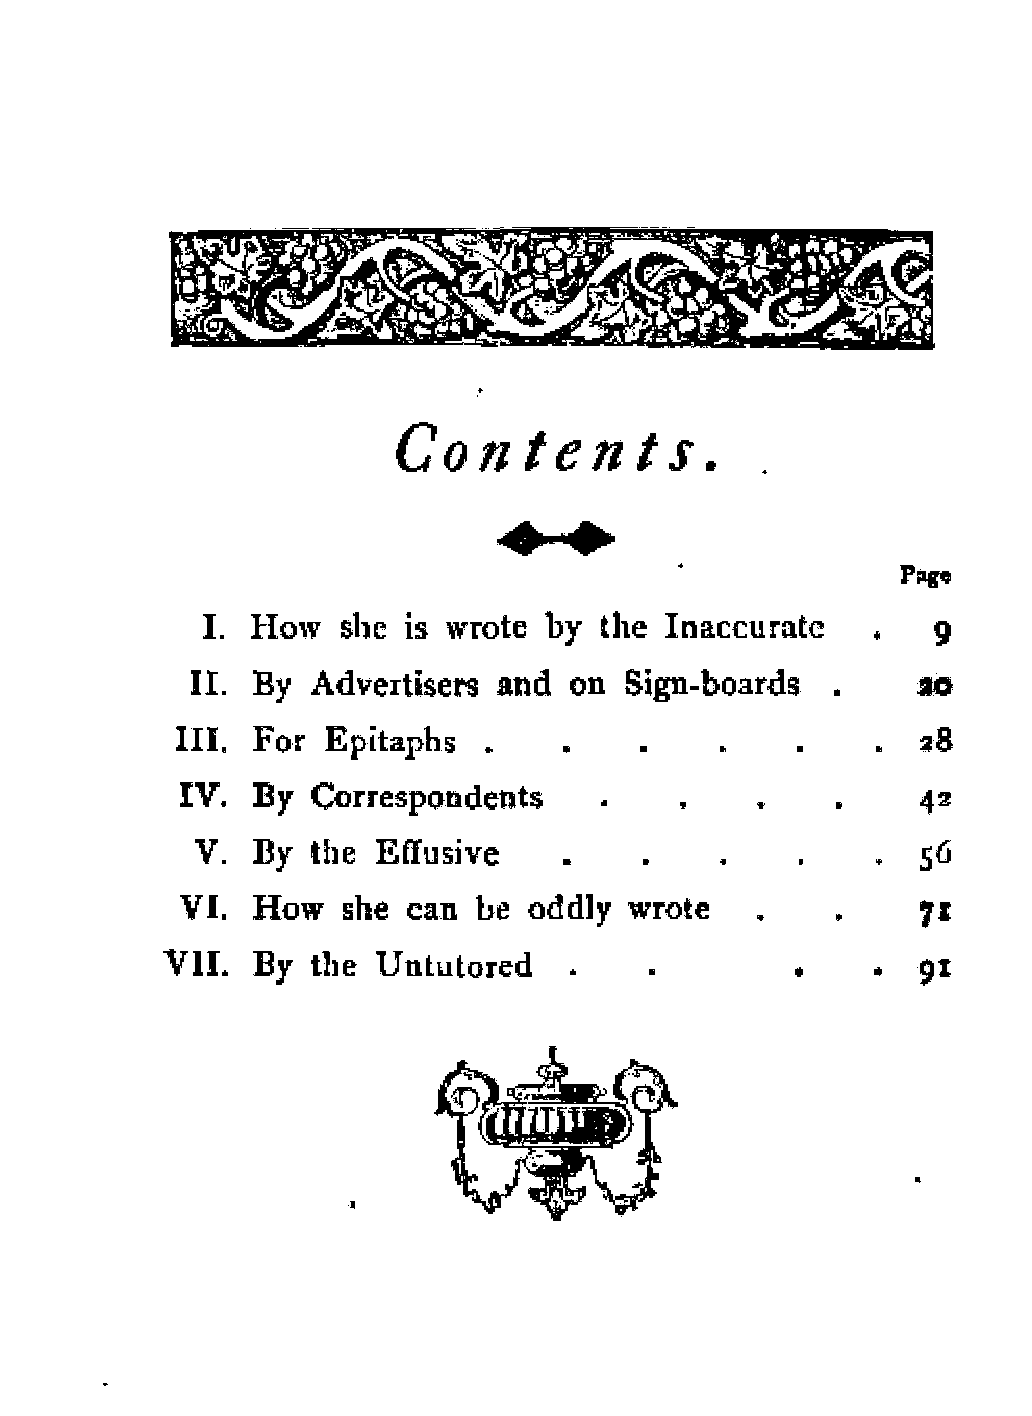 Contents.
Page
I. How she is wrote by the Inaccurate . 9
II. By Advertisers and on Sign-boards . 20
III. For Epitaphs . . . . . . 28
IV. By Correspondents . . . . 42
V. By the Effusive . . . . . 56
VI. How she can be oddly wrote . . 71
VII. By the Untutored . . . . 91